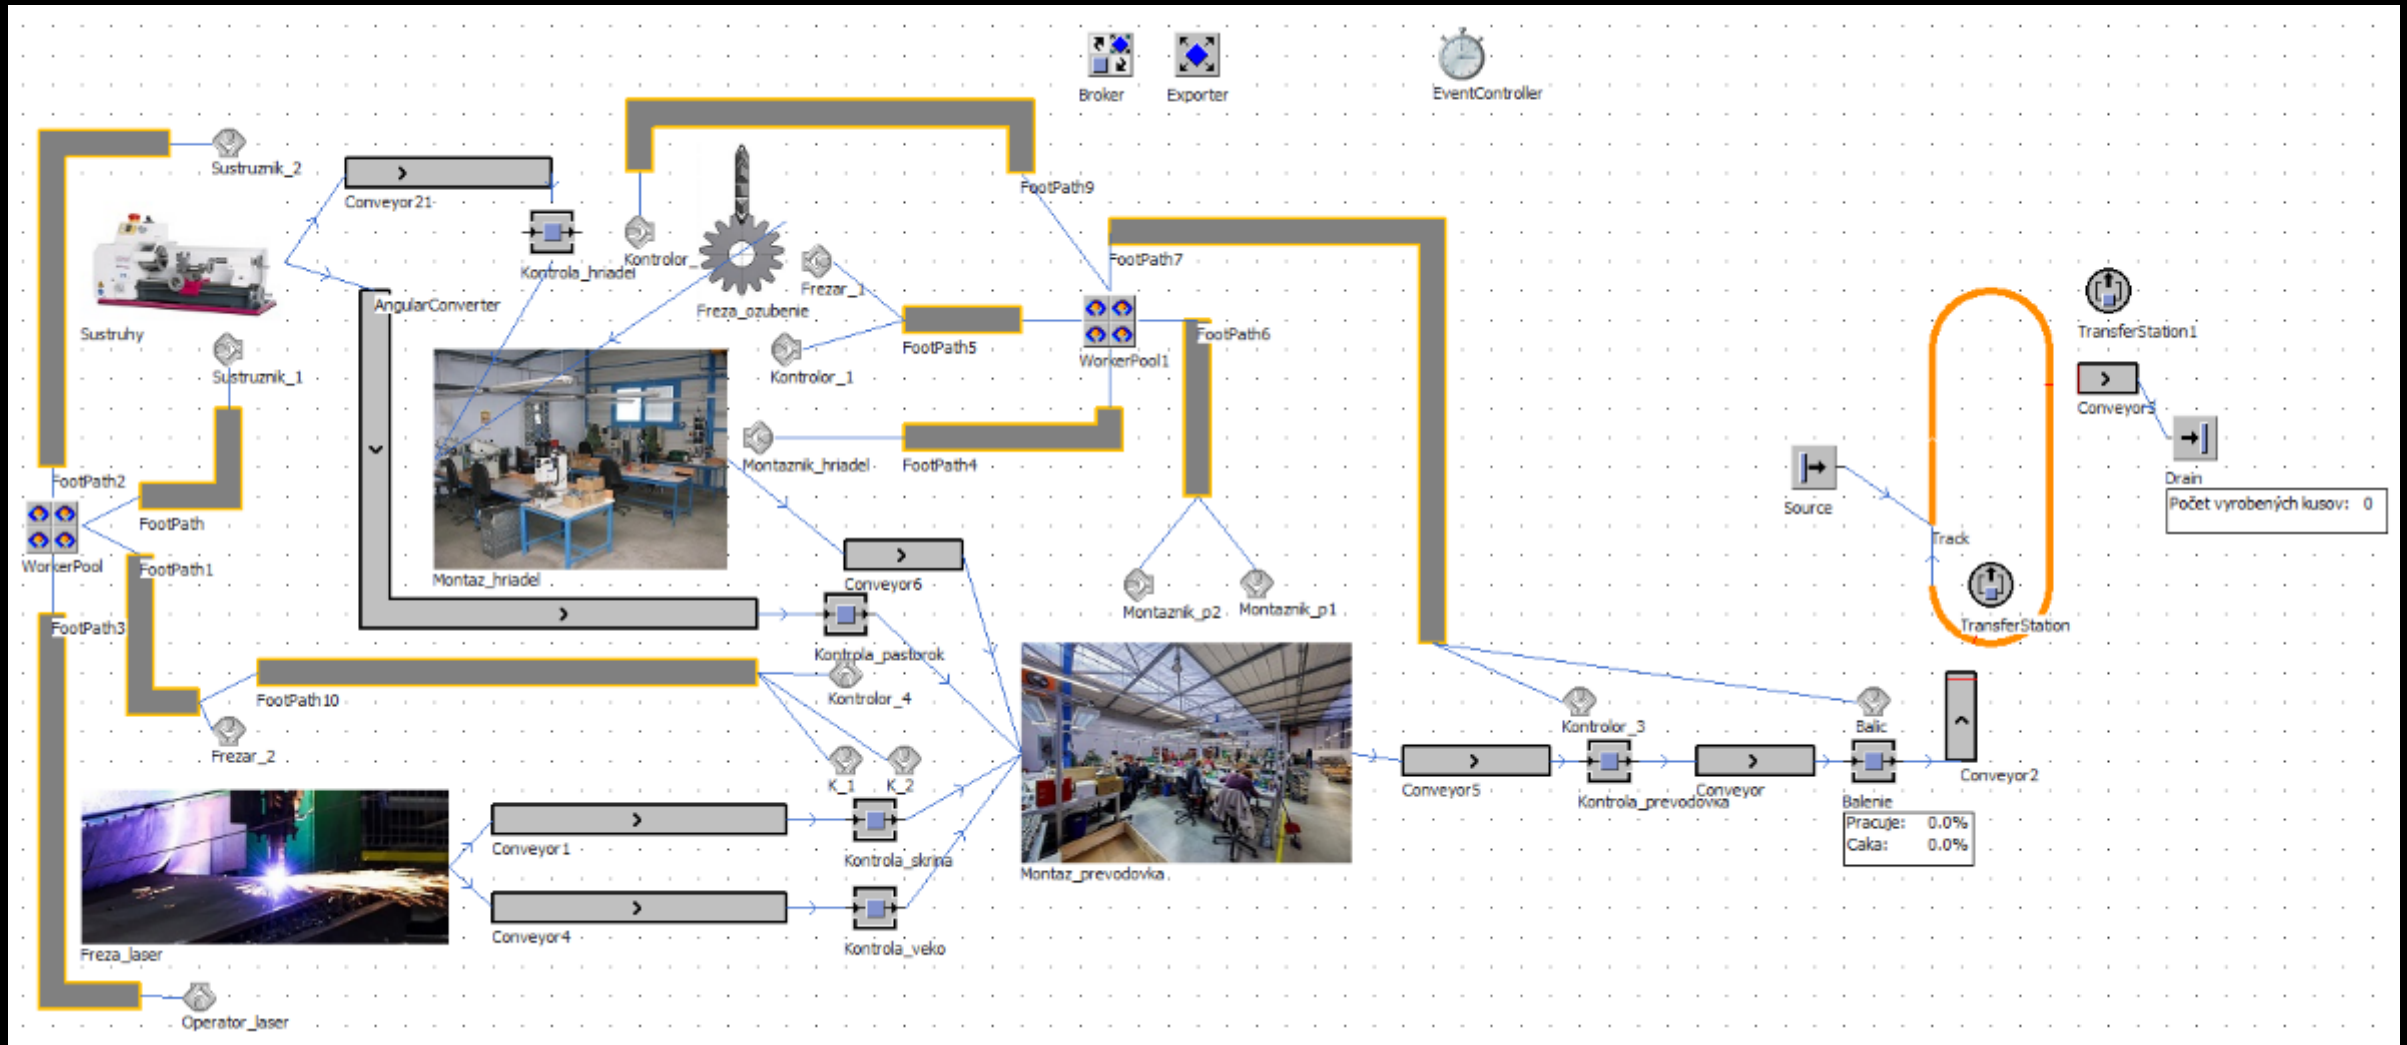 Broker
Exporter
EventController
Sustruznik_2
Conveyor21
FootPath9
Kontrola_hriadel
Kontrolor_
FootPath7
Frezar_1
AngularConverter
Freza_ozubenie
Sustruhy
FootPath5
FootPath6
WorkerPool1
TransferStation1
Sustruznik_1
Kontrolor_1
Conveyor3
Montaznik_hriadel
FootPath4
FootPath2
Drain
Počet vyrobených kusov: 0
Source
FootPath
Track
WorkerPool
FootPath1
Montaz_hriadel
Conveyor6
Montaznik_p2
Montaznik_p1
FootPath3
TransferStation
Kontrola_pastorok
FootPath10
Kontrolor_4
Kontrolor_3
Balic
Frezar_2
K_1
K_2
Conveyor5
Kontrola_prevodovka
Conveyor
Conveyor2
Balenie
Pracuje: 0.0%
Caka: 0.0%
Conveyor1
Kontrola_skrina
Montaz_prevodovka
Conveyor4
Kontrola_veko
Freza_laser
Operator_laser